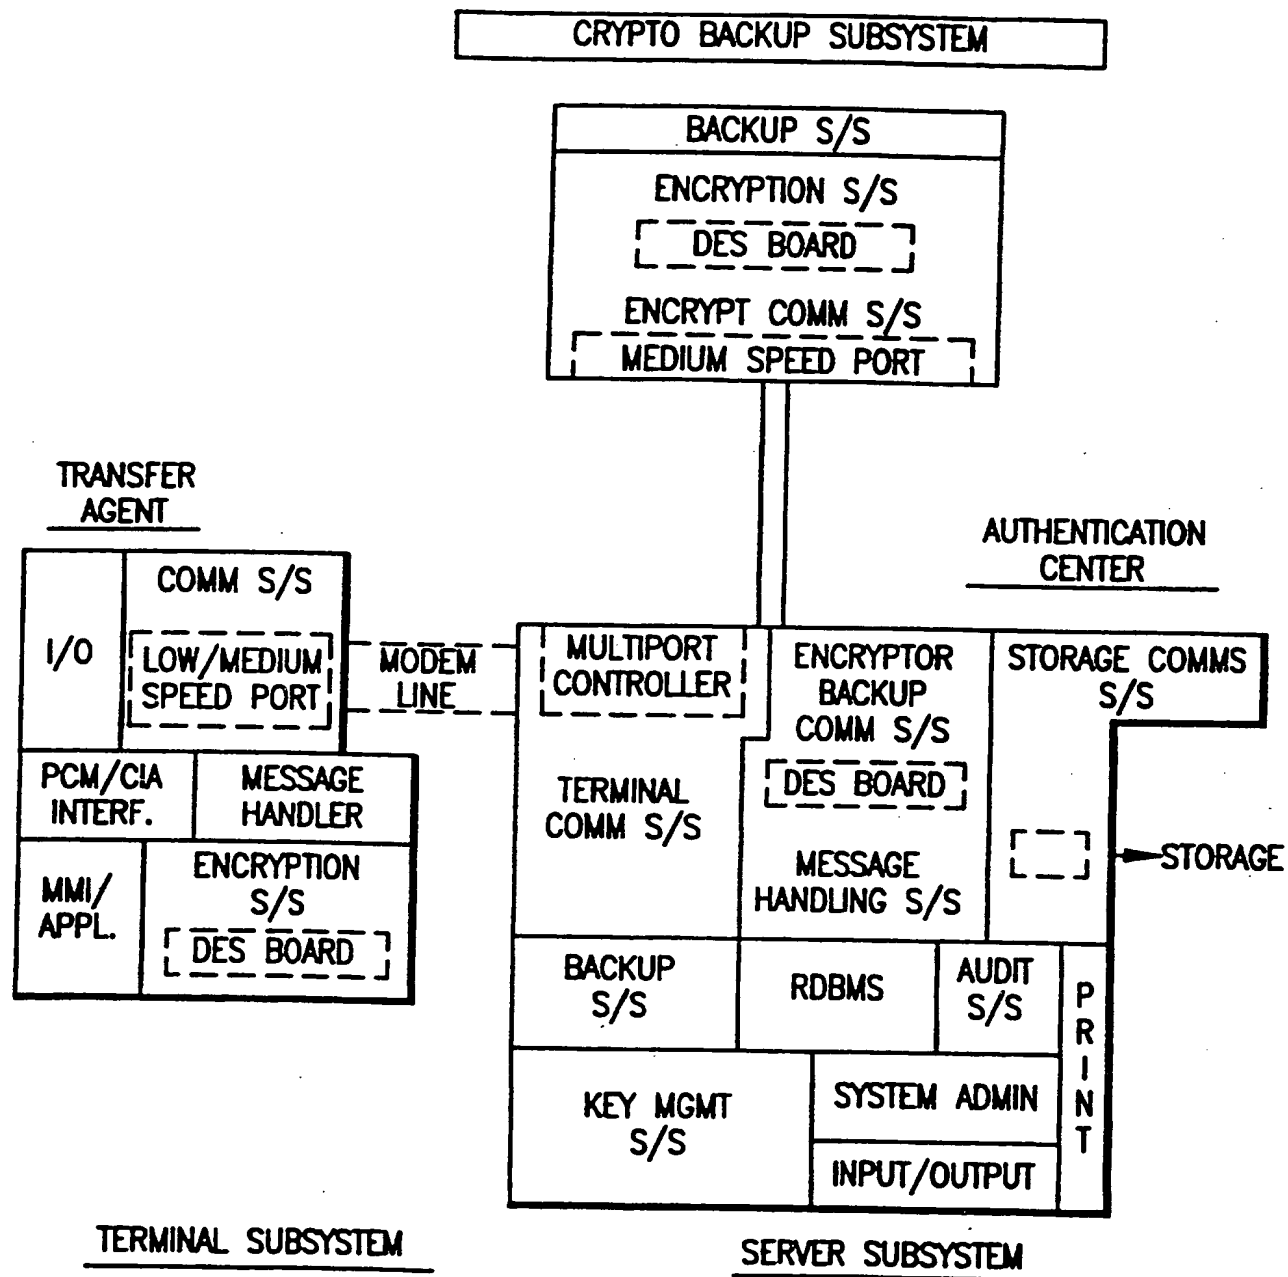 CRYPTO BACKUP SUBSYSTEM
BACKUP S/S
ENCRYPTION S/S
DES BOARD
ENCRYPT COMM S/S
MEDIUM SPEED PORT
TRANSFER
AGENT
I/O
COMM S/S
LOW/MEDIUM
SPEED PORT
PCM/CIA
INTERF.
MESSAGE
HANDLER
MMI/
APPL.
ENCRYPTION
S/S
DES BOARD
MODEM
LINE
AUTHENTICATION
CENTER
MULTIPORT
CONTROLLER
TERMINAL
COMM S/S
ENCRYPTOR
BACKUP
COMM S/S
DES BOARD
MESSAGE
HANDLING S/S
STORAGE COMMS
S/S
STORAGE
BACKUP
S/S
RDBMS
AUDIT
S/S
PRINT
KEY MGMT
S/S
SYSTEM ADMIN
INPUT/OUTPUT
TERMINAL SUBSYSTEM
SERVER SUBSYSTEM